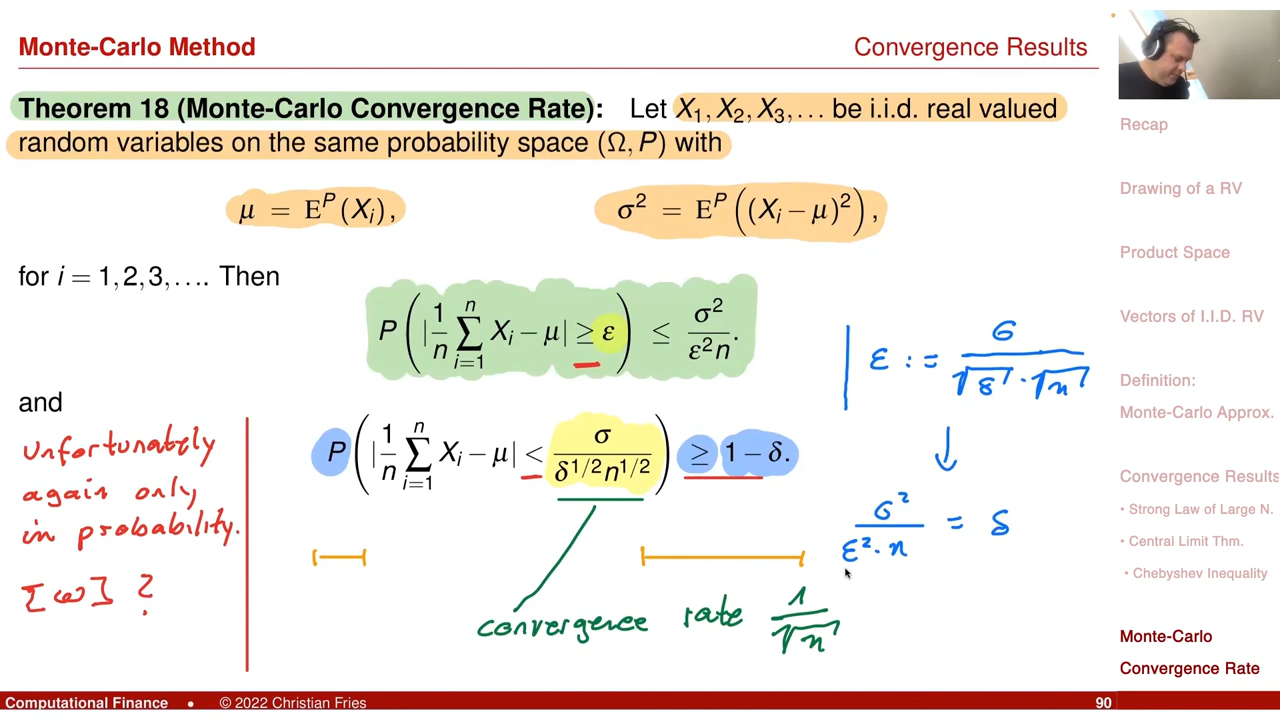 Monte-Carlo Method
Convergence Results
Theorem 18 (Monte-Carlo Convergence Rate): Let X₁, X₂, X₃, … be i.i.d. real valued
random variables on the same probability space (Ω, P) with
μ = Eᴾ(Xᵢ), σ² = Eᴾ((Xᵢ − μ)²),
for i = 1, 2, 3, …. Then
P(|1/n ∑ᵢ₌₁ⁿ Xᵢ − μ| ≥ ε) ≤ σ²/(ε²n).
and
P(|1/n ∑ᵢ₌₁ⁿ Xᵢ − μ| < σ/(δ^{1/2} n^{1/2})) ≥ 1 − δ.
Unfortunately
again only
in probability.
[ω] ?
convergence rate 1/√n
| ε := σ/(√δ · √n)
↓
σ²/(ε² · n) = δ
Recap
Drawing of a RV
Product Space
Vectors of I.I.D. RV
Definition:
Monte-Carlo Approx.
Convergence Results
• Strong Law of Large N.
• Central Limit Thm.
• Chebyshev Inequality
Monte-Carlo
Convergence Rate
Computational Finance • © 2022 Christian Fries
90